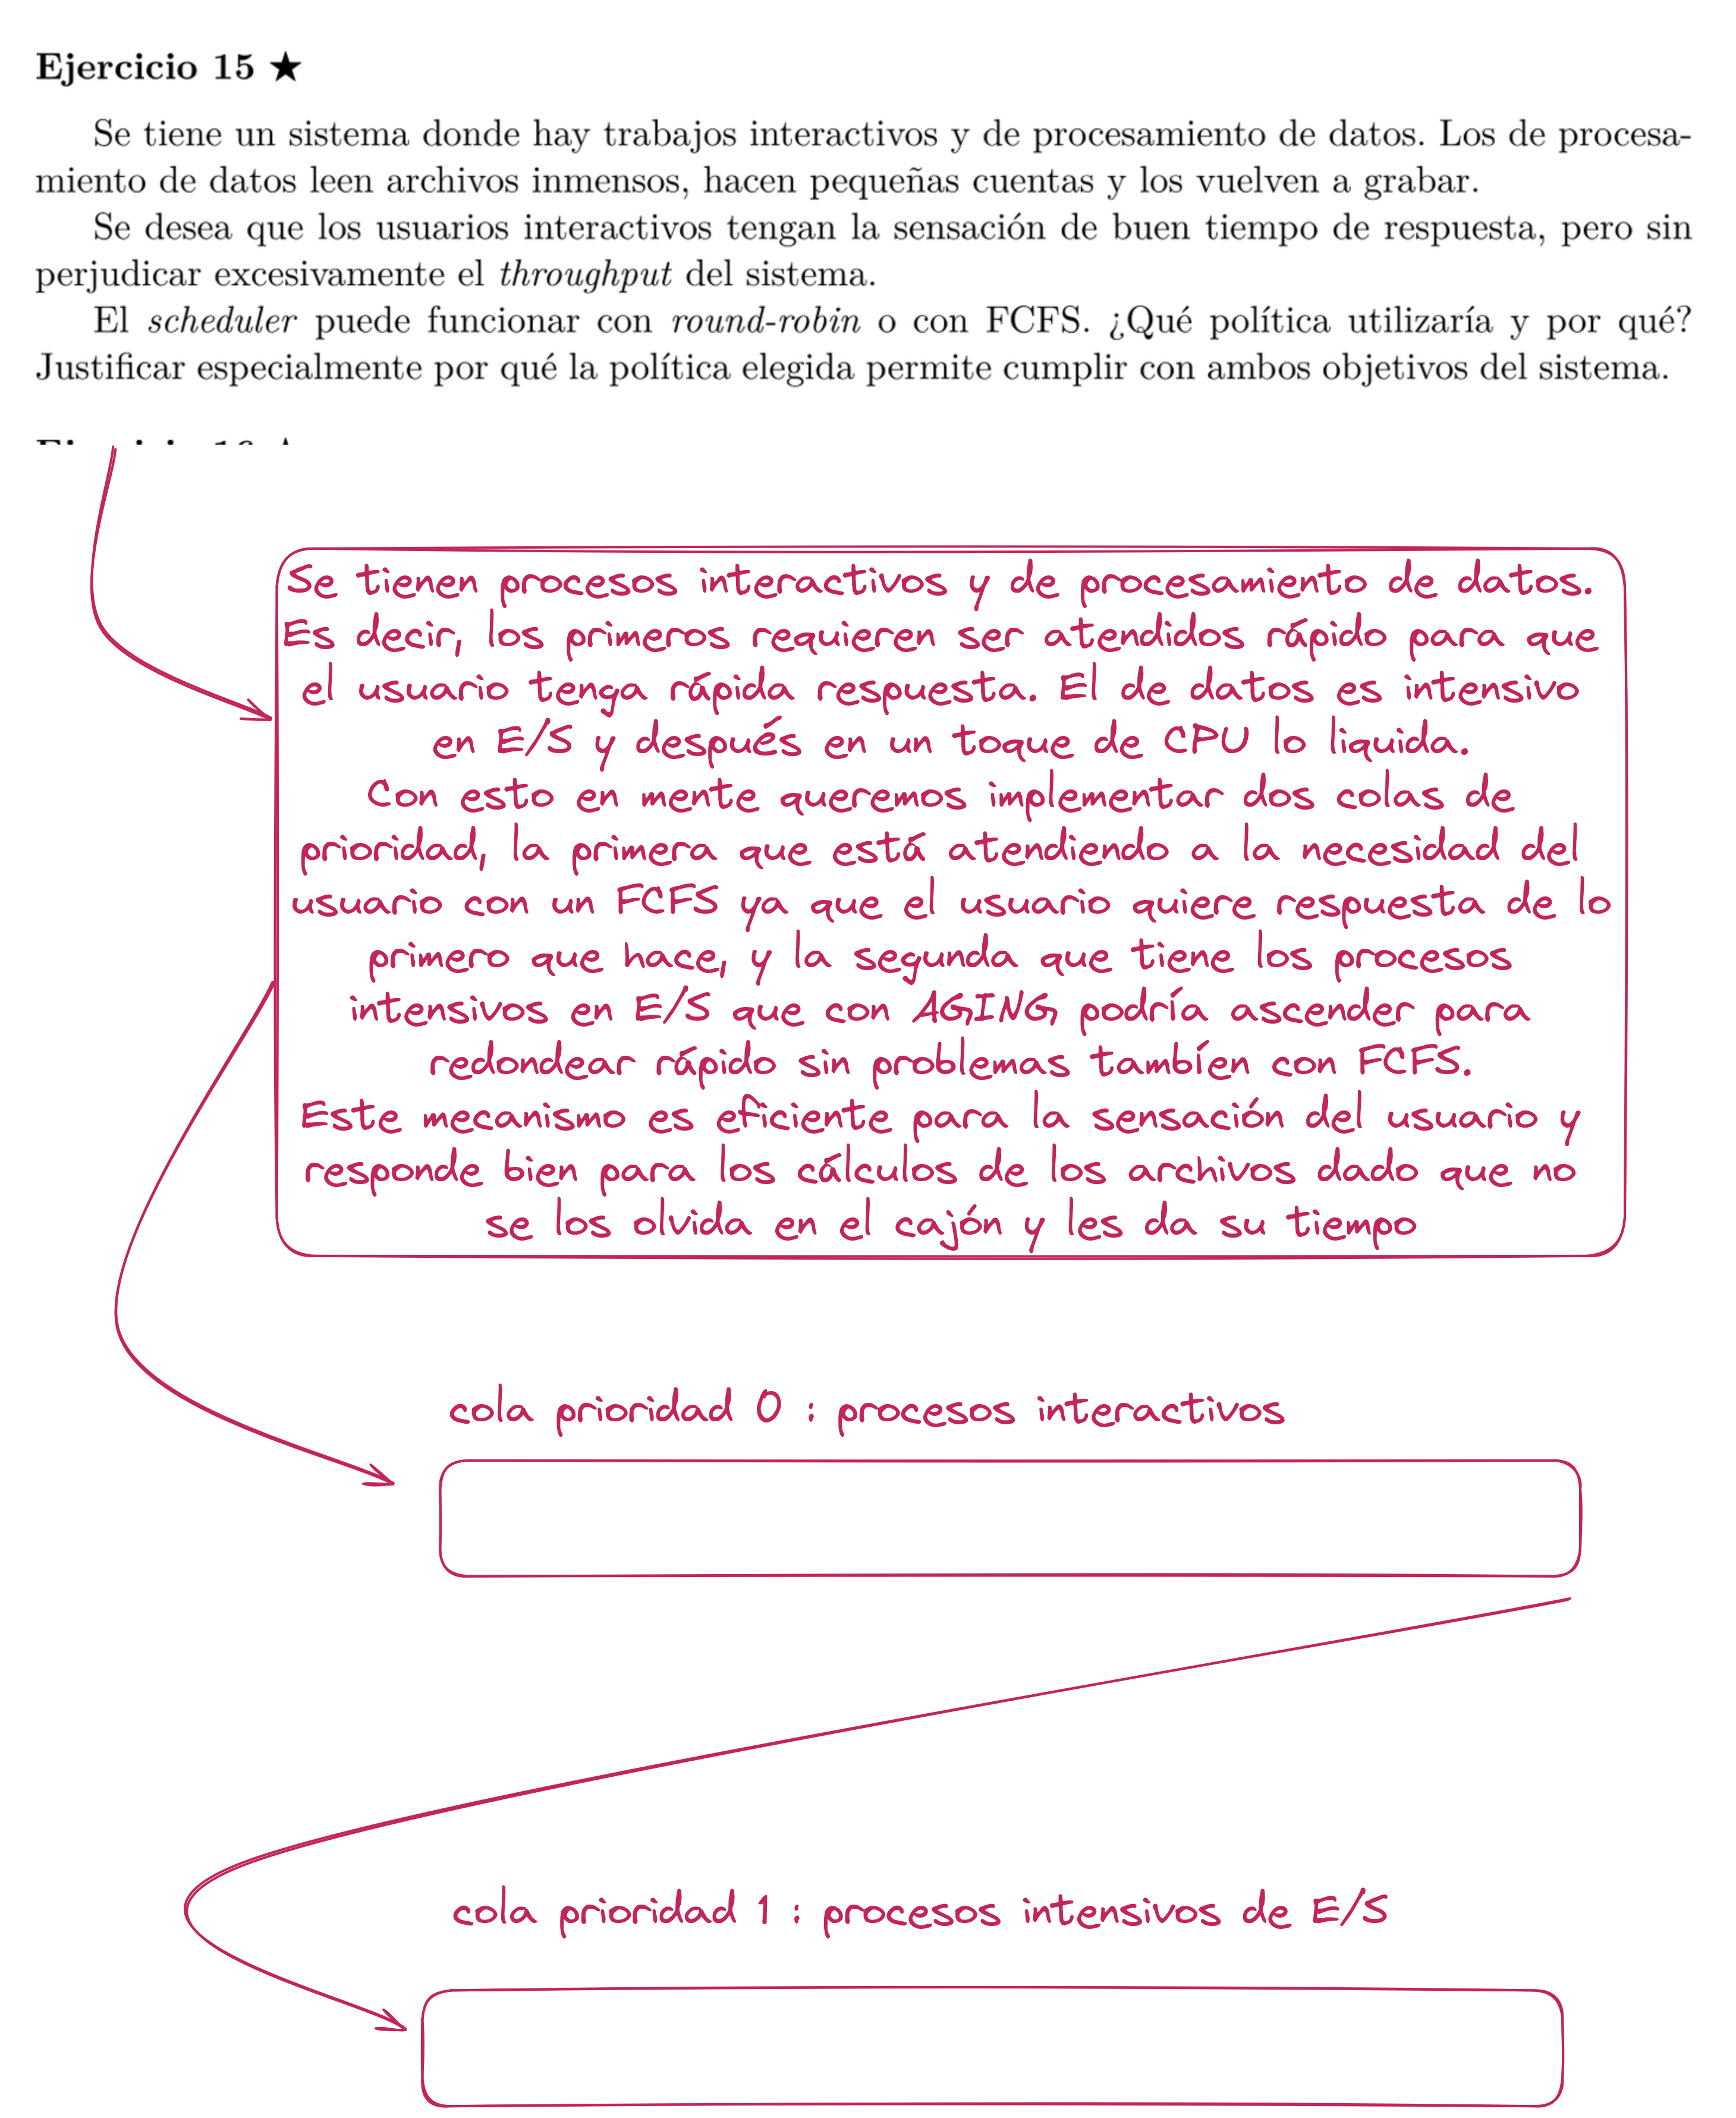 Ejercicio 15 ★
Se tiene un sistema donde hay trabajos interactivos y de procesamiento de datos. Los de procesa-
miento de datos leen archivos inmensos, hacen pequeñas cuentas y los vuelven a grabar.
Se desea que los usuarios interactivos tengan la sensación de buen tiempo de respuesta, pero sin
perjudicar excesivamente el throughput del sistema.
El scheduler puede funcionar con round-robin o con FCFS. ¿Qué política utilizaría y por qué?
Justificar especialmente por qué la política elegida permite cumplir con ambos objetivos del sistema.
Se tienen procesos interactivos y de procesamiento de datos.
Es decir, los primeros requieren ser atendidos rápido para que
el usuario tenga rápida respuesta. El de datos es intensivo
en E/S y después en un toque de CPU lo liquida.
Con esto en mente queremos implementar dos colas de
prioridad, la primera que está atendiendo a la necesidad del
usuario con un FCFS ya que el usuario quiere respuesta de lo
primero que hace, y la segunda que tiene los procesos
intensivos en E/S que con AGING podría ascender para
redondear rápido sin problemas tambíen con FCFS.
Este mecanismo es eficiente para la sensación del usuario y
responde bien para los cálculos de los archivos dado que no
se los olvida en el cajón y les da su tiempo
cola prioridad 0 : procesos interactivos
cola prioridad 1 : procesos intensivos de E/S